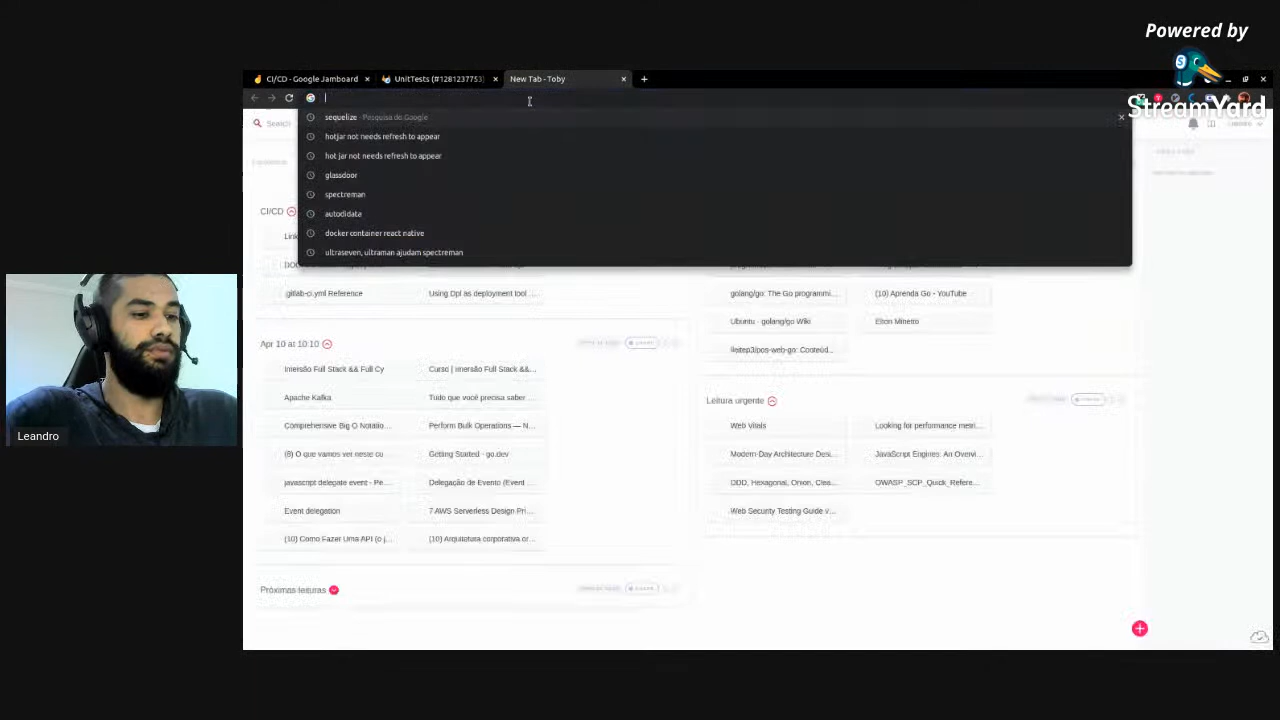 Powered by
StreamYard
CI/CD - Google Jamboard
UnitTests (#1281237753)
New Tab - Toby
sequelize - Pesquisa do Google
hotjar not needs refresh to appear
hot jar not needs refresh to appear
glassdoor
spectreman
autodidata
docker container react native
ultraseven, ultraman ajudam spectreman
Search
CI/CD
.gitlab-ci.yml Reference
Using Dpl as deployment tool ...
golang/go: The Go programmi...
(10) Aprenda Go - YouTube
Ubuntu · golang/go Wiki
Elton Minetto
Apr 10 at 10:10
Imersão Full Stack && Full Cy
Curso | Imersão Full Stack &&...
Apache Kafka
Tudo que você precisa saber ...
Comprehensive Big O Notatio...
Perform Bulk Operations — N...
(8) O que vamos ver neste cu
Getting Started - go.dev
javascript delegate event - Pe...
Delegação de Evento (Event ...
Event delegation
7 AWS Serverless Design Pri...
(10) Como Fazer Uma API (o j...
(10) Arquitetura corporativa or...
Leitura urgente
Web Vitals
Looking for performance metri...
Modern-Day Architecture Desi...
JavaScript Engines: An Overvi...
DDD, Hexagonal, Onion, Clea...
OWASP_SCP_Quick_Refere...
Web Security Testing Guide v...
Próximas leituras
Leandro